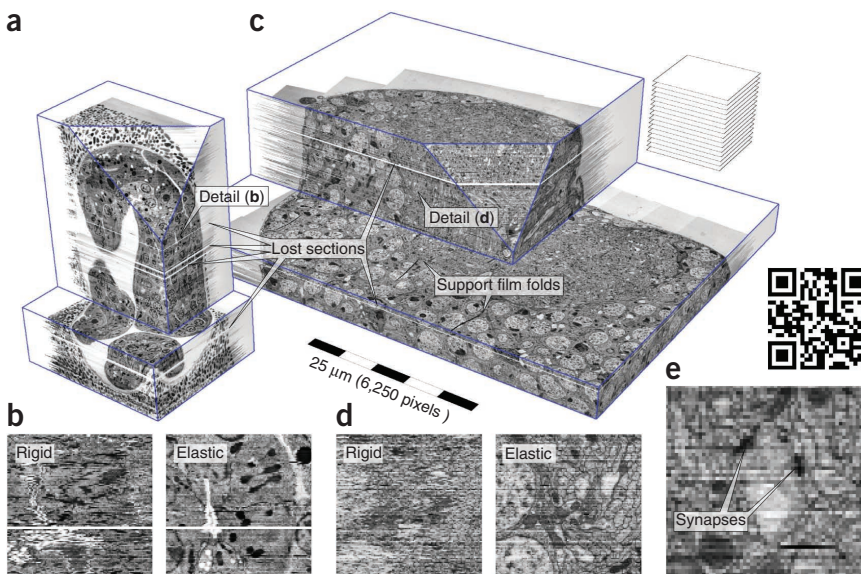 a
c
Detail (b)
Detail (d)
Lost sections
Support film folds
25 μm (6,250 pixels )
e
b
Rigid
Elastic
d
Rigid
Elastic
Synapses